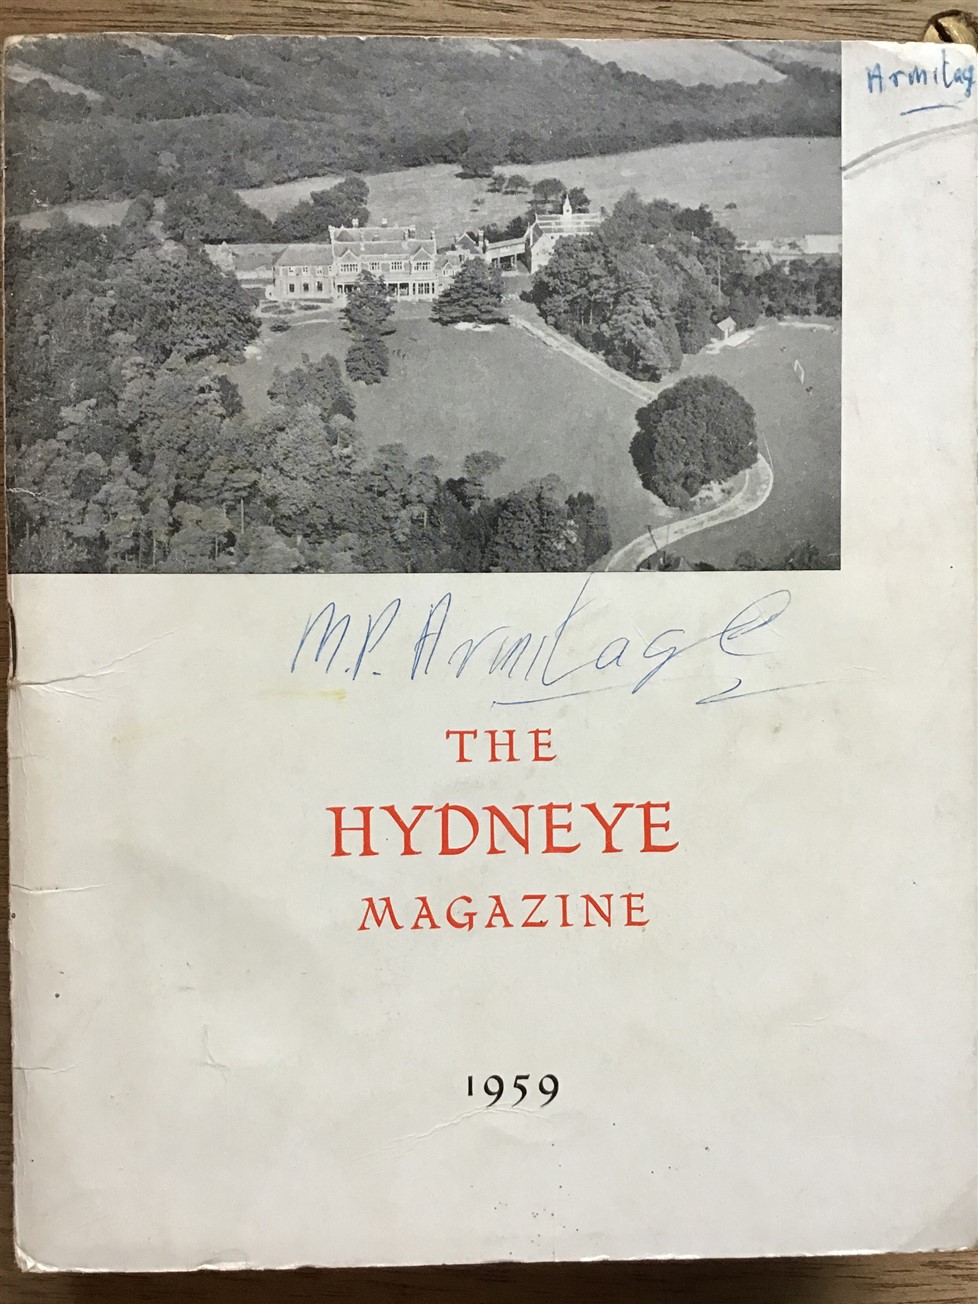 Armitag
M.P. Armitage
THE
HYDNEYE
MAGAZINE
1959